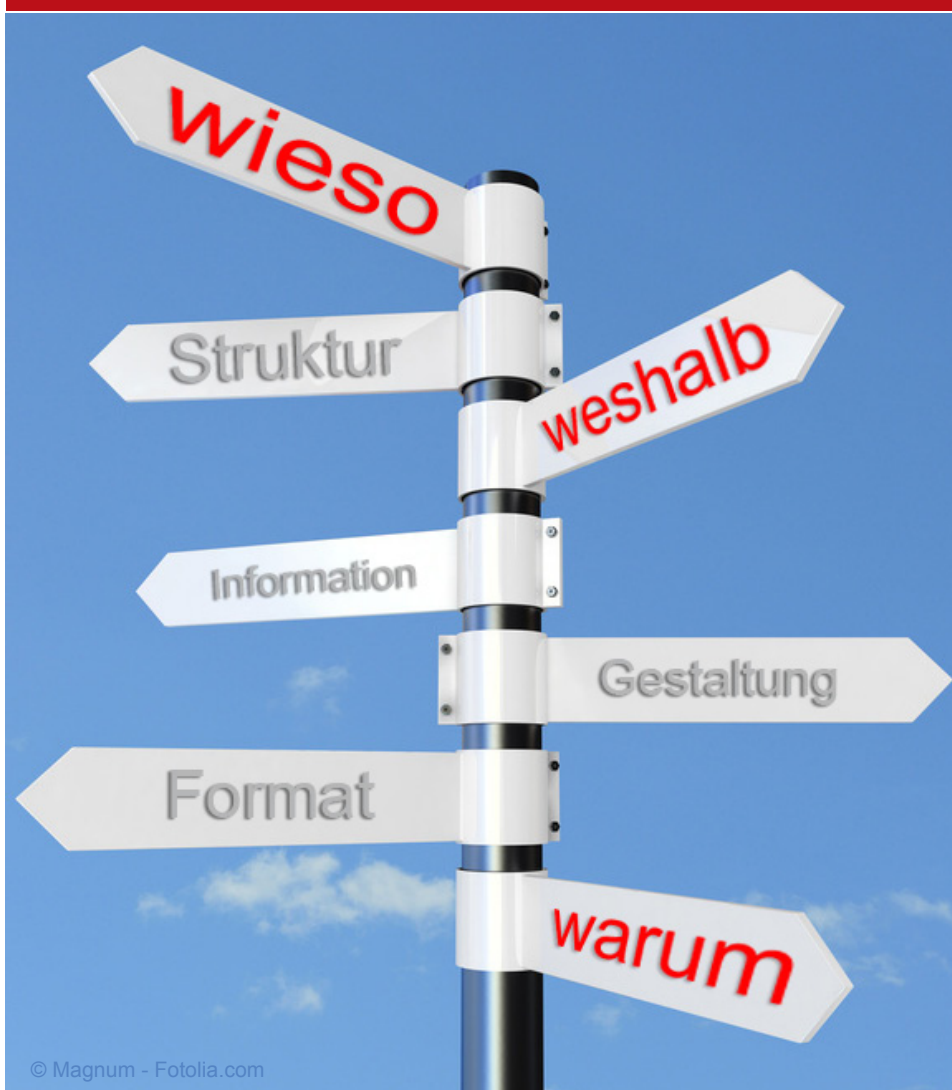 wieso
Struktur
weshalb
Information
Gestaltung
Format
warum
© Magnum - Fotolia.com